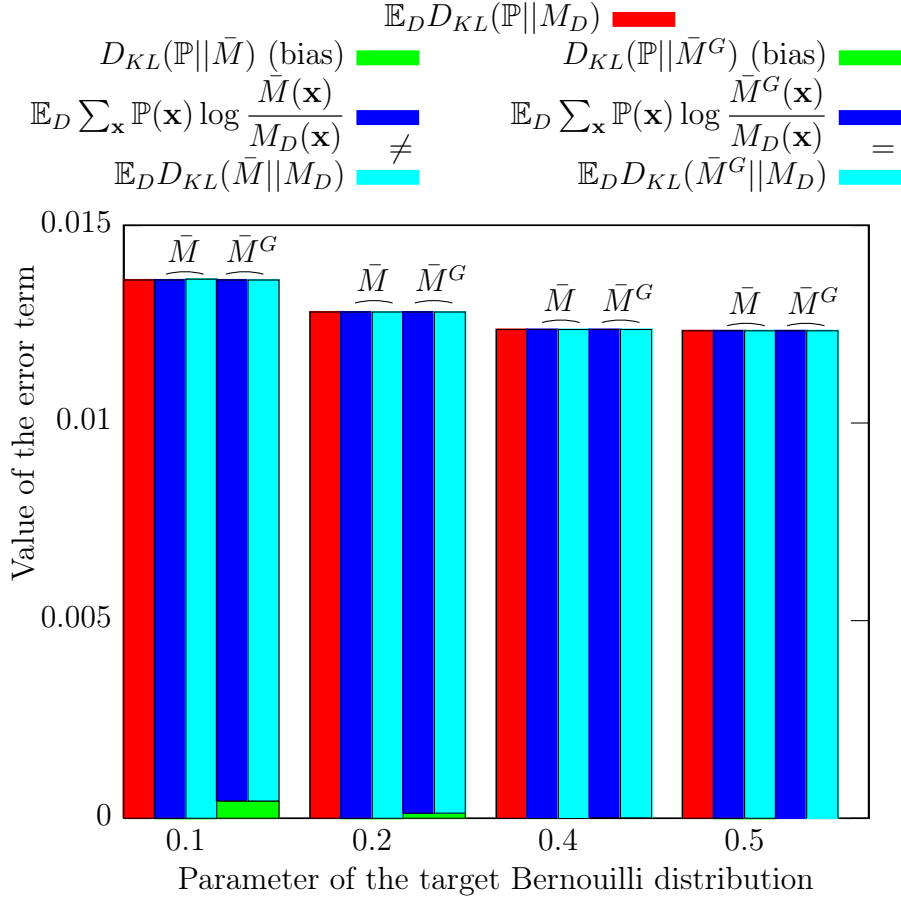 𝔼_D D_{KL}(ℙ||M_D)
D_{KL}(ℙ||M̄) (bias)
D_{KL}(ℙ||M̄^G) (bias)
𝔼_D ∑_𝐱 ℙ(𝐱) log M̄(𝐱)/M_D(𝐱)
𝔼_D ∑_𝐱 ℙ(𝐱) log M̄^G(𝐱)/M_D(𝐱)
≠
=
𝔼_D D_{KL}(M̄||M_D)
𝔼_D D_{KL}(M̄^G||M_D)
0.015
M̄ M̄^G
M̄ M̄^G
M̄ M̄^G
M̄ M̄^G
0.01
0.005
0
Value of the error term
0.1 0.2 0.4 0.5
Parameter of the target Bernouilli distribution